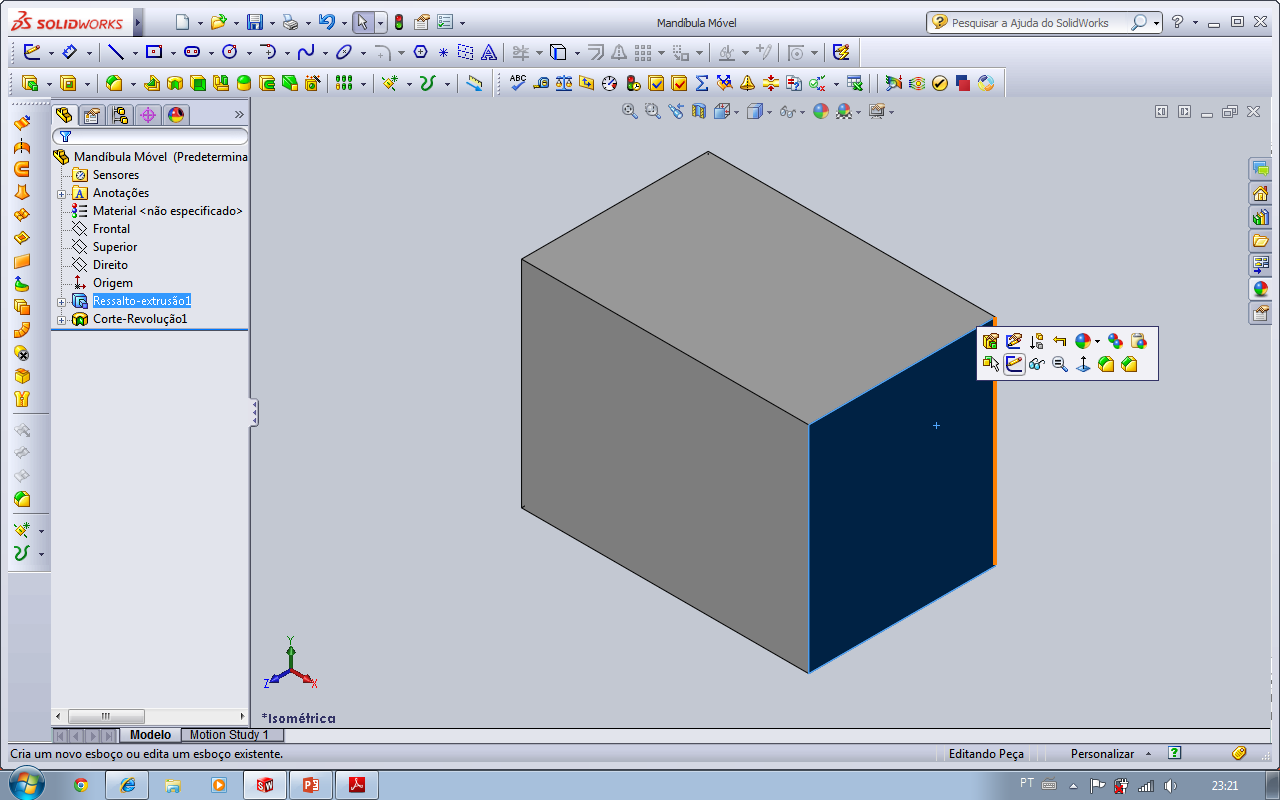 SOLIDWORKS
Mandíbula Móvel
Pesquisar a Ajuda do SolidWorks
?
ABC
»
Mandíbula Móvel (Predetermina
Sensores
A
Anotações
Material <não especificado>
Frontal
Superior
Direito
Origem
Ressalto-extrusão1
Corte-Revolução1
Y
Z
X
*Isométrica
Modelo
Motion Study 1
Cria um novo esboço ou edita um esboço existente.
Editando Peça
Personalizar
?
PT
23:21